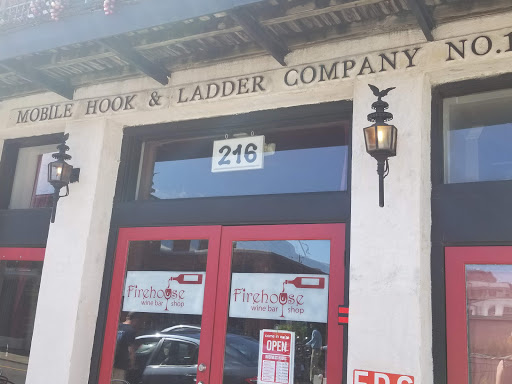 MOBILE HOOK & LADDER COMPANY NO.1
216
Firehouse
wine bar shop
Firehouse
wine bar shop
OPEN